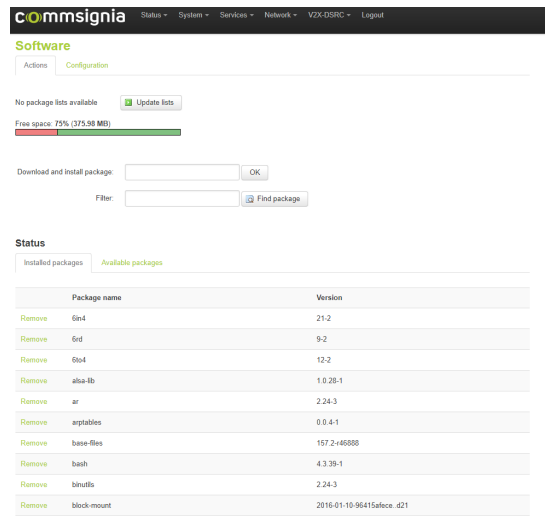 commsignia Status System Services Network V2X-DSRC Logout
Software
Actions Configuration
No package lists available Update lists
Free space: 75% (375.98 MB)
Download and install package: OK
Filter: Find package
Status
Installed packages Available packages
Package name Version
Remove 6in4 21-2
Remove 6rd 9-2
Remove 6to4 12-2
Remove alsa-lib 1.0.28-1
Remove ar 2.24-3
Remove arptables 0.0.4-1
Remove base-files 157.2-r46888
Remove bash 4.3.39-1
Remove binutils 2.24-3
Remove block-mount 2016-01-10-96415afece..d21